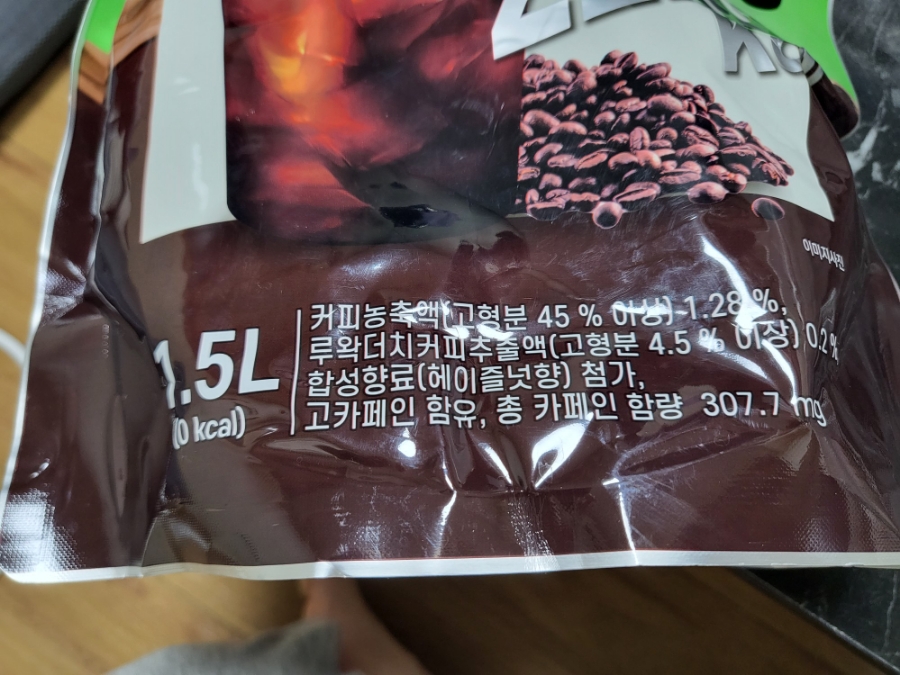 이미지사진
1.5L
(0 kcal)
커피농축액(고형분 45 % 이상) 1.28 %,
루왁더치커피추출액(고형분 4.5 % 이상) 0.2 %
합성향료(헤이즐넛향) 첨가,
고카페인 함유, 총 카페인 함량 307.7 mg